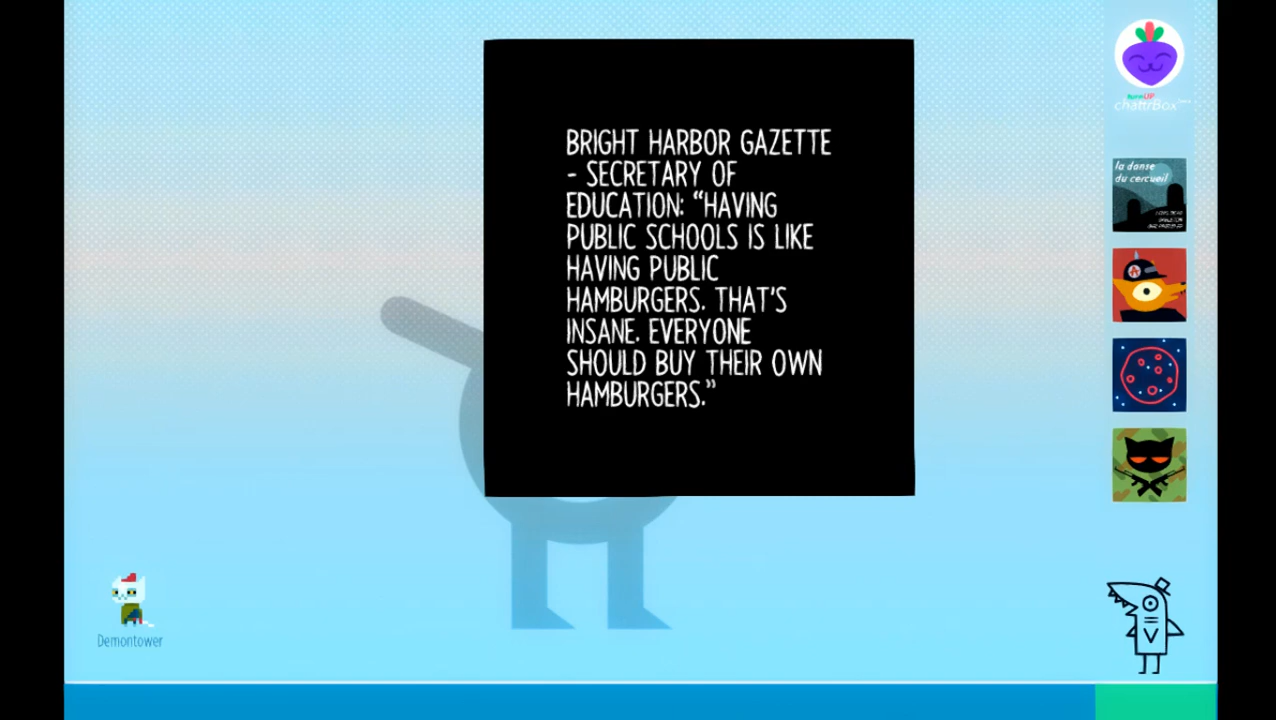 BRIGHT HARBOR GAZETTE
- SECRETARY OF
EDUCATION: "HAVING
PUBLIC SCHOOLS IS LIKE
HAVING PUBLIC
HAMBURGERS. THAT'S
INSANE. EVERYONE
SHOULD BUY THEIR OWN
HAMBURGERS."
chattrBox
la danse
du cercueil
Demontower